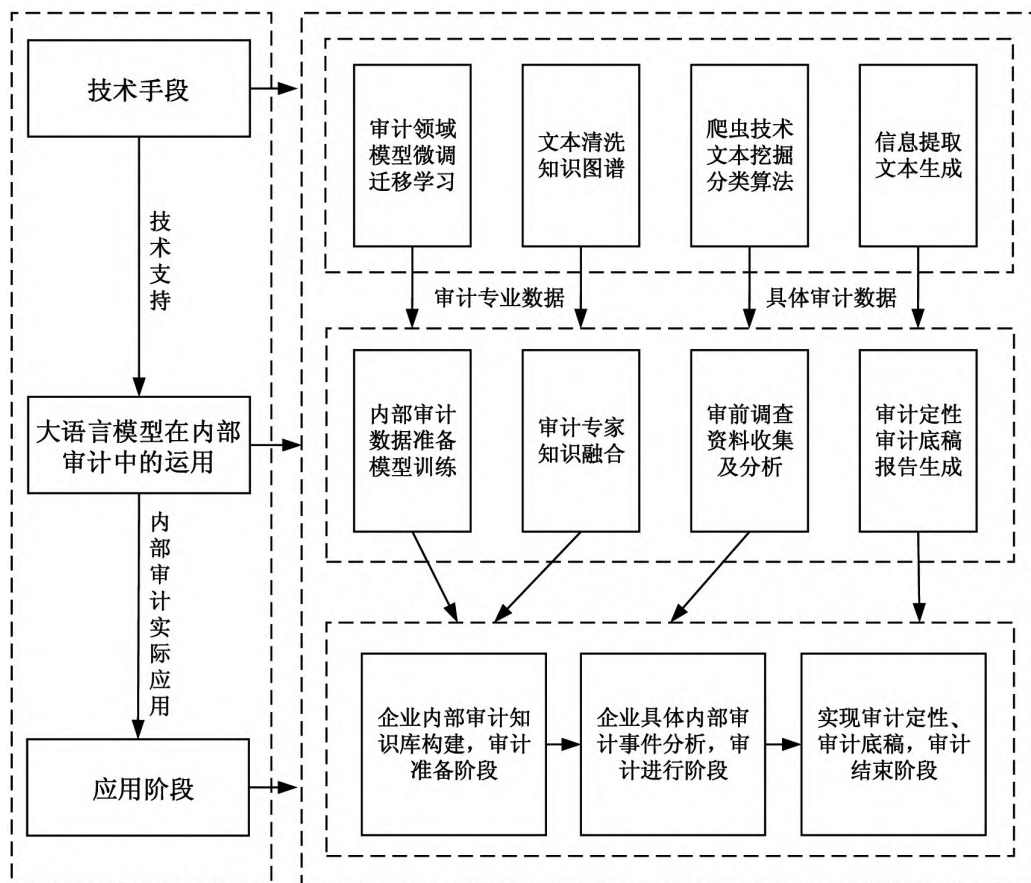 技术手段
技
术
支
持
大语言模型在内部
审计中的运用
内
部
审
计
实
际
应
用
应用阶段
审计领域
模型微调
迁移学习
文本清洗
知识图谱
爬虫技术
文本挖掘
分类算法
信息提取
文本生成
审计专业数据
具体审计数据
内部审计
数据准备
模型训练
审计专家
知识融合
审前调查
资料收集
及分析
审计定性
审计底稿
报告生成
企业内部审计知
识库构建，审计
准备阶段
企业具体内部审
计事件分析，审
计进行阶段
实现审计定性、
审计底稿，审计
结束阶段